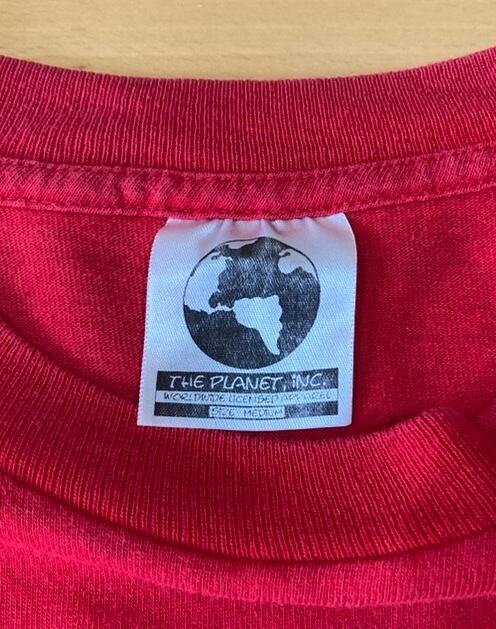 THE PLANET, INC.
WORLDWIDE LICENSED APPAREL
SIZE: MEDIUM